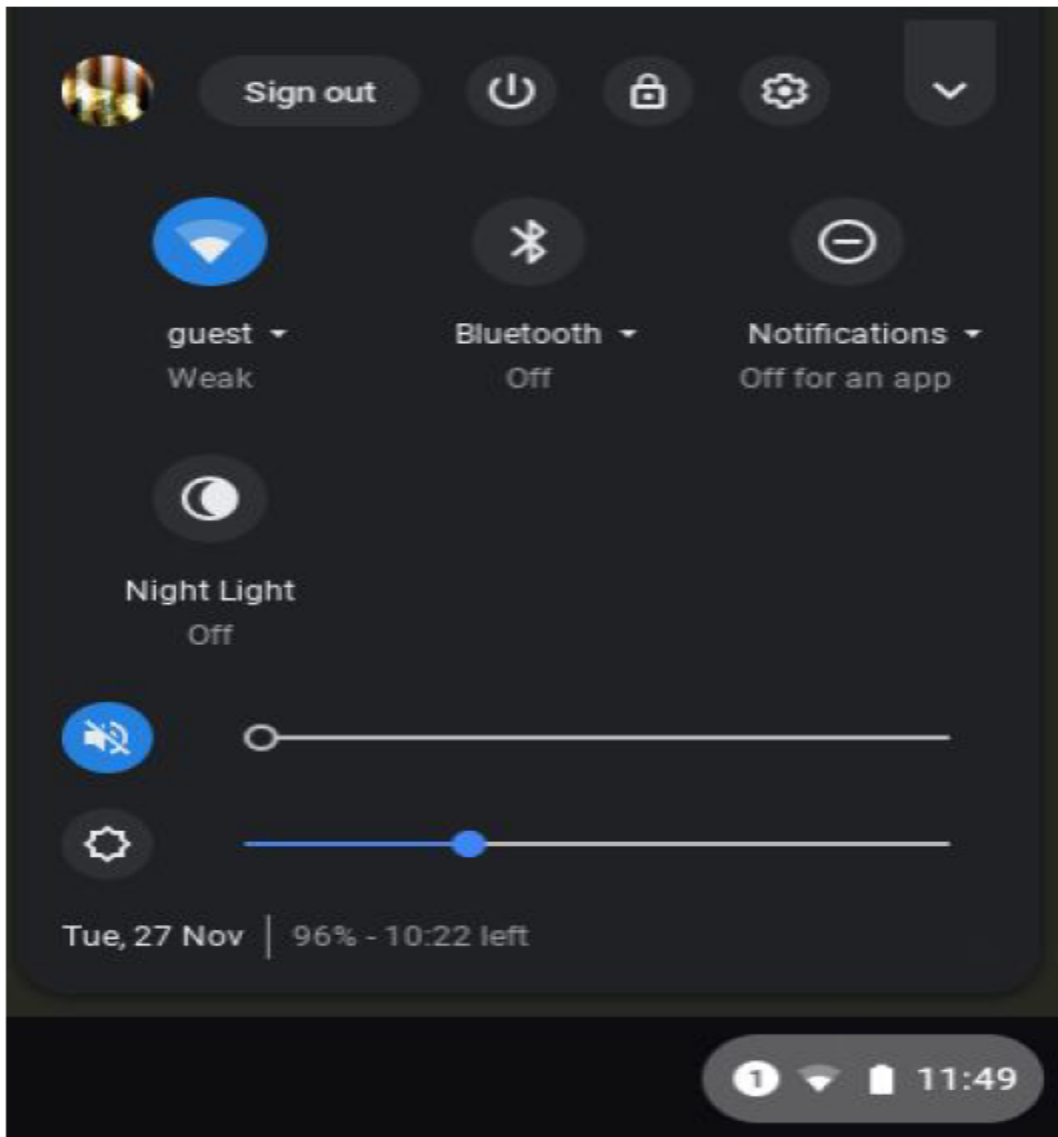 Sign out
guest
Weak
Bluetooth
Off
Notifications
Off for an app
Night Light
Off
Tue, 27 Nov
96% - 10:22 left
1
11:49